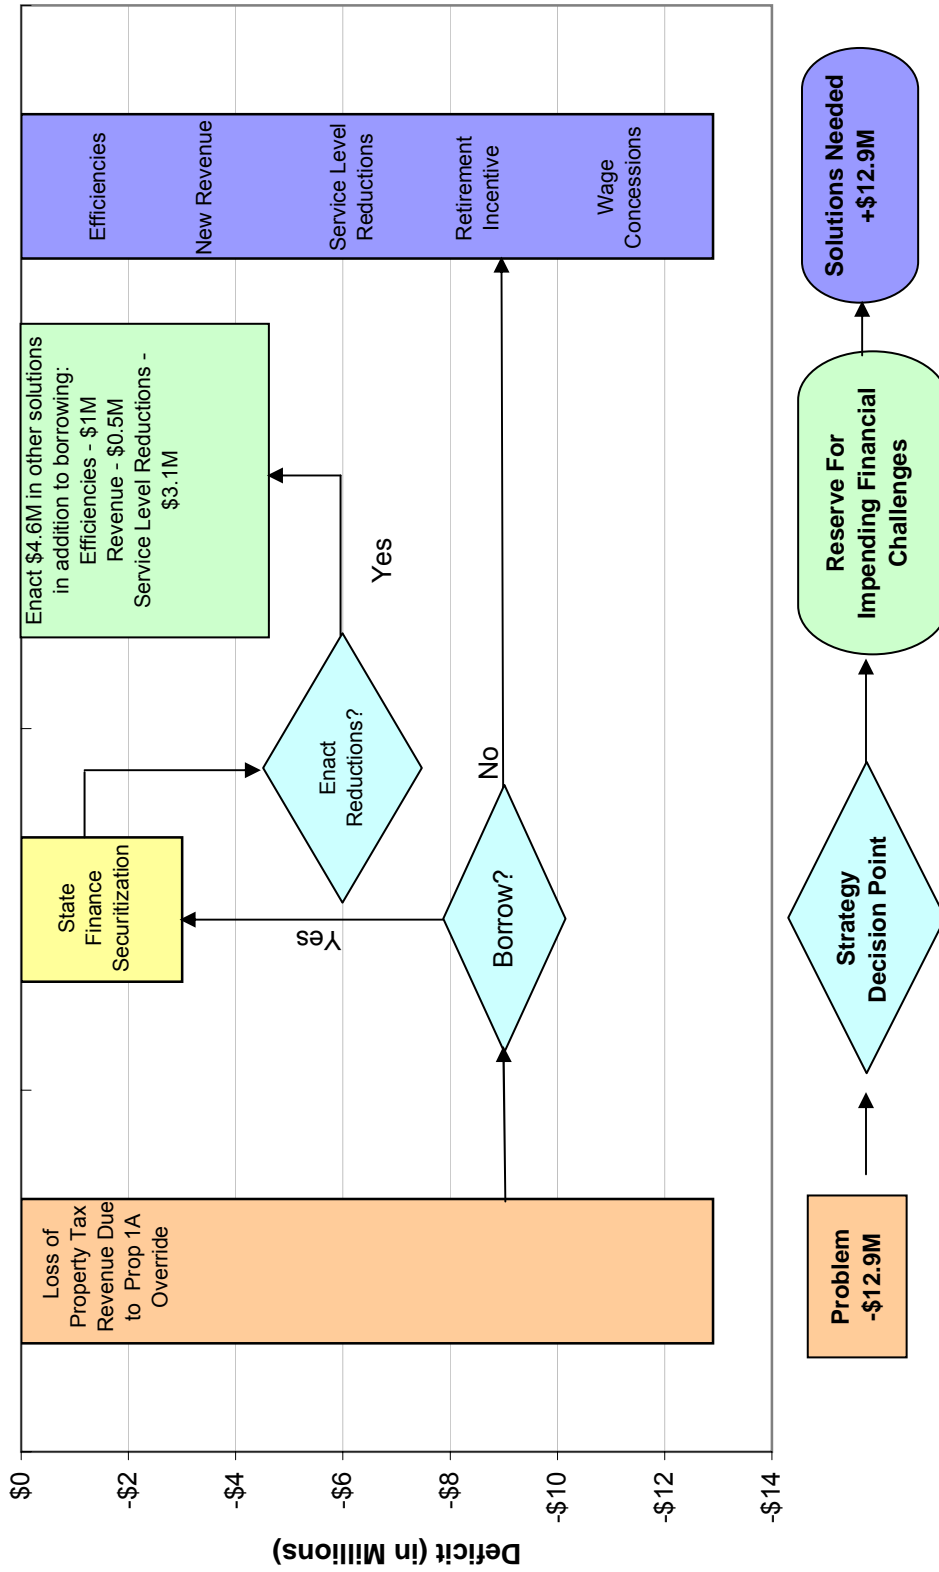 Deficit (in Millions)
$0
-$2
-$4
-$6
-$8
-$10
-$12
-$14
Loss of
Property Tax
Revenue Due
to Prop 1A
Override
State
Finance
Securitization
Enact $4.6M in other solutions
in addition to borrowing:
Efficiencies - $1M
Revenue - $0.5M
Service Level Reductions -
$3.1M
Efficiencies
New Revenue
Service Level
Reductions
Retirement
Incentive
Wage
Concessions
Enact
Reductions?
Yes
Borrow?
Yes
No
Problem
-$12.9M
Strategy
Decision Point
Reserve For
Impending Financial
Challenges
Solutions Needed
+$12.9M